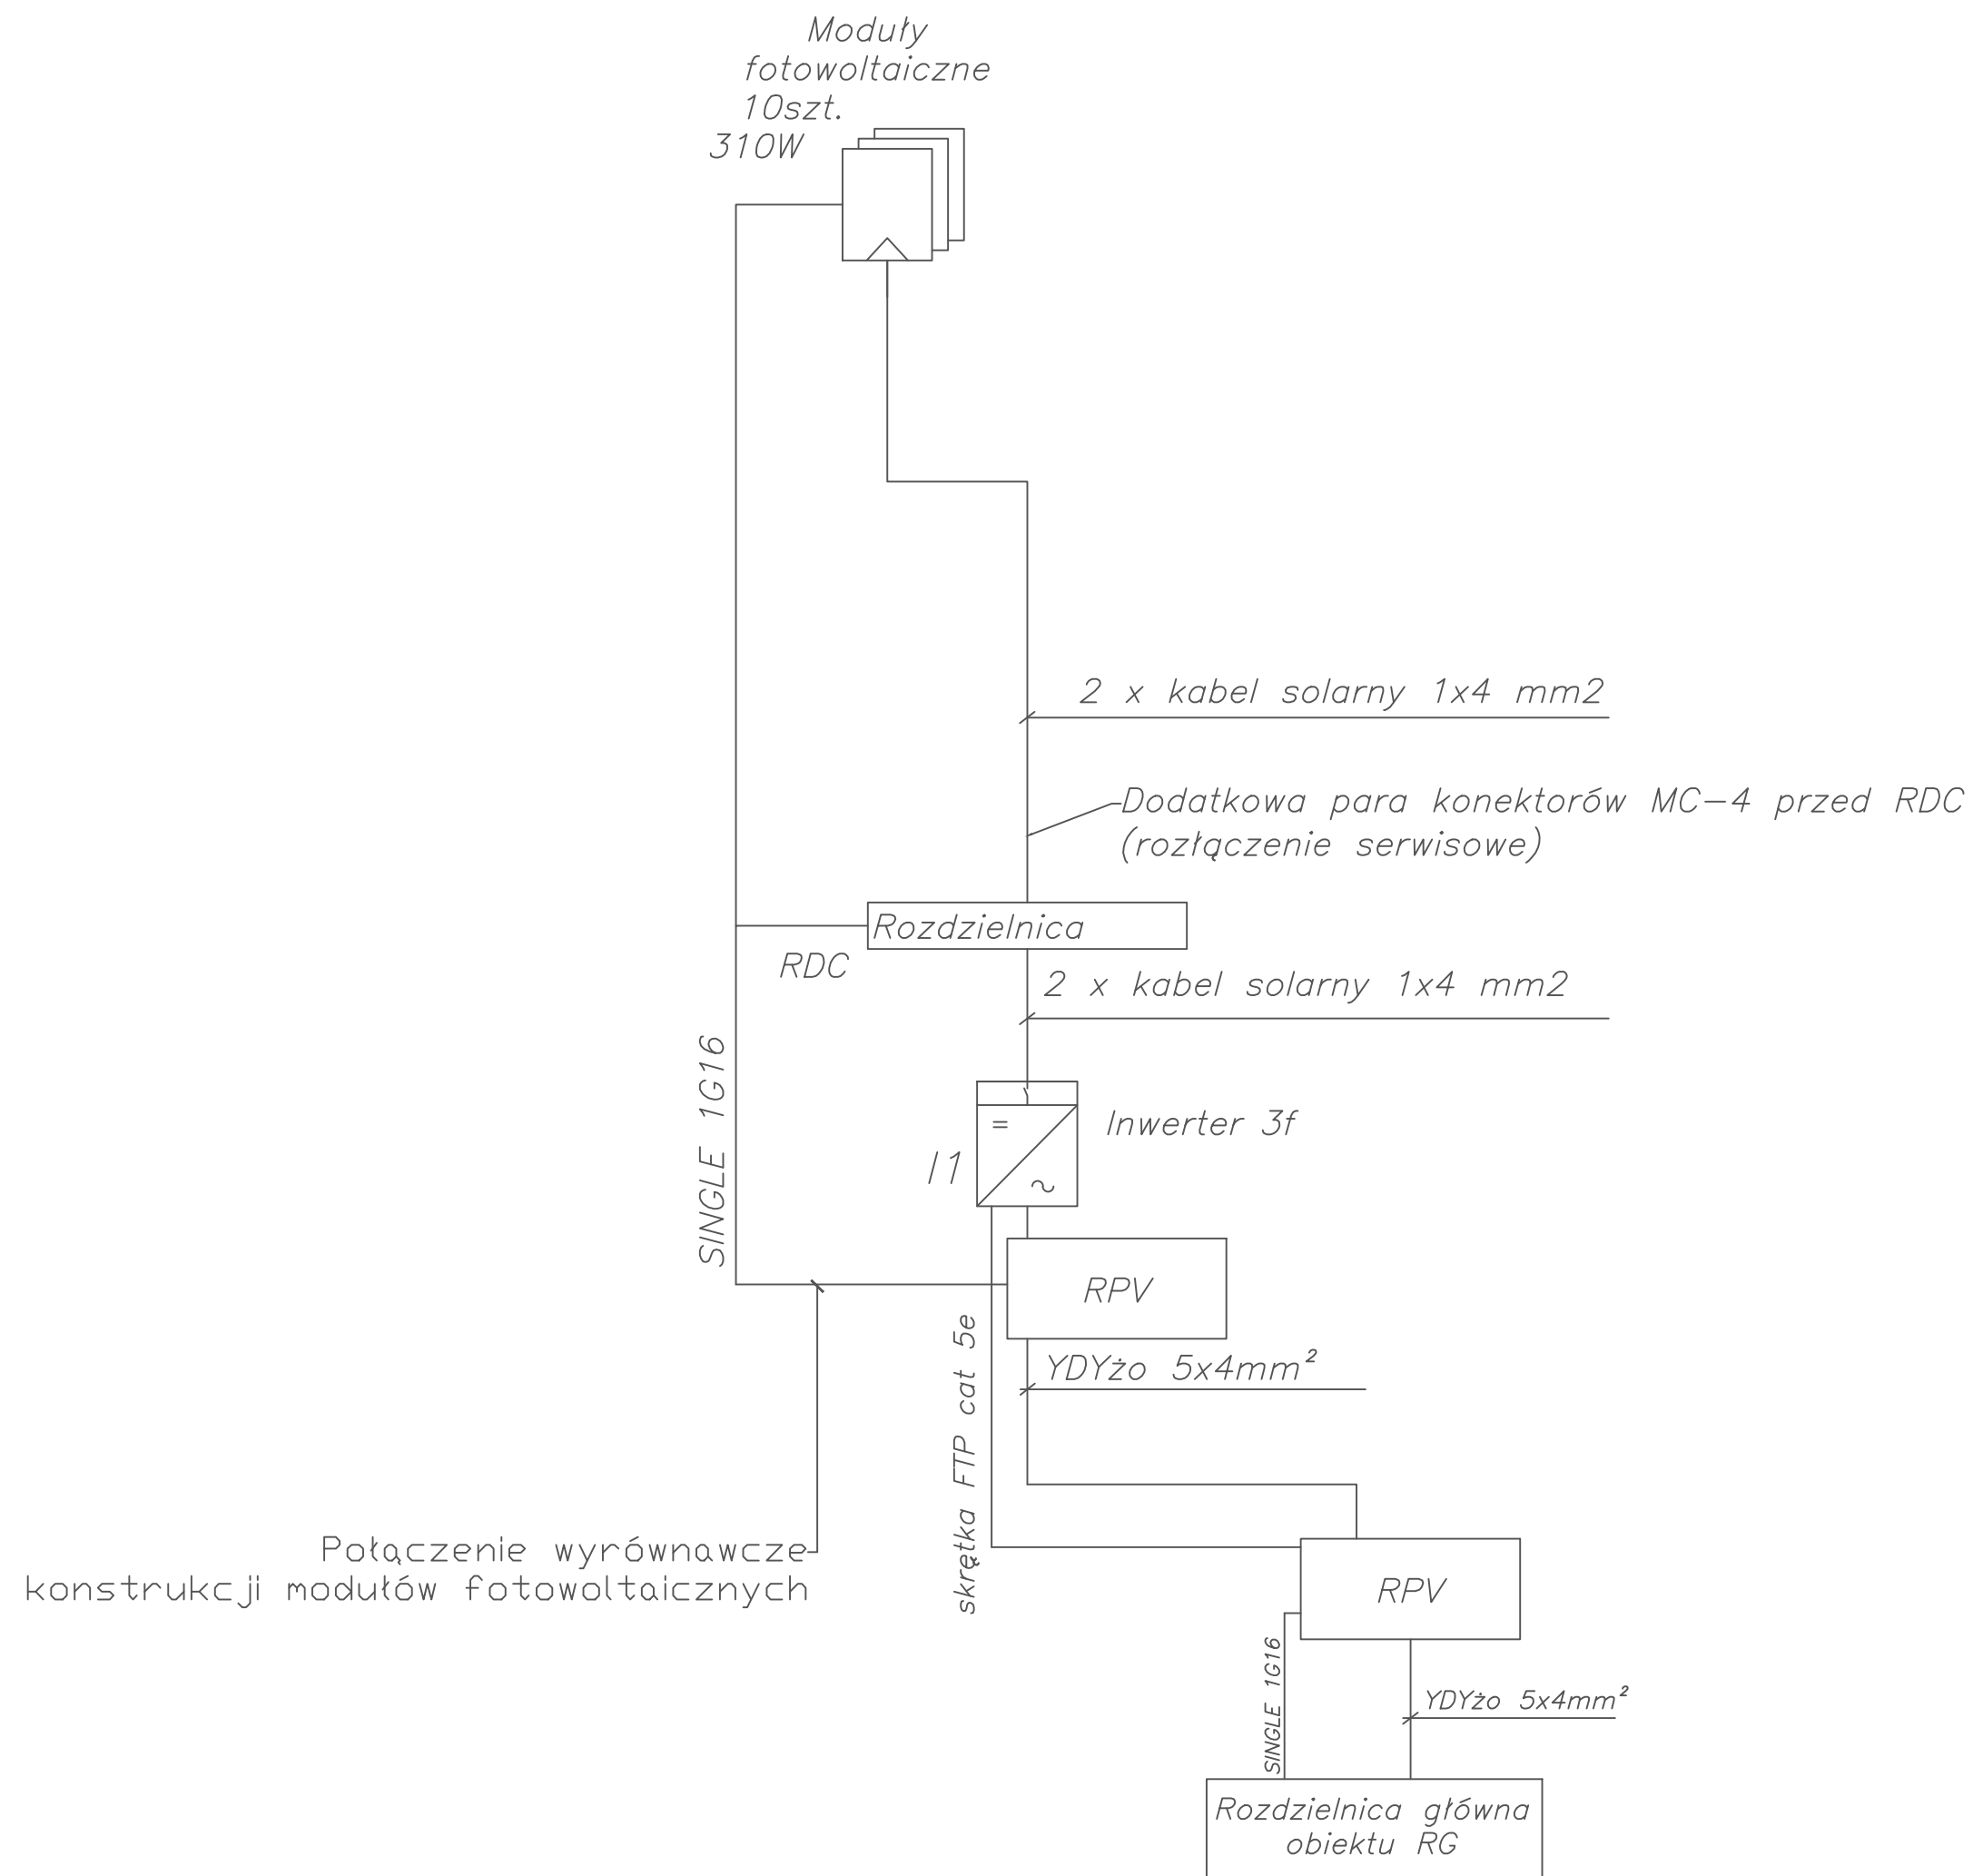 Moduły
fotowoltaiczne
10szt.
310W
2 x kabel solarny 1x4 mm2
Dodatkowa para konektorów MC-4 przed RDC
(rozłączenie serwisowe)
Rozdzielnica
RDC
2 x kabel solarny 1x4 mm2
SINGLE 1G16
=
Inwerter 3f
I1
~
RPV
skrętka FTP cat 5e
YDYżo 5x4mm²
Połączenie wyrównawcze
konstrukcji modułów fotowoltaicznych
RPV
SINGLE 1G16
YDYżo 5x4mm²
Rozdzielnica główna
obiektu RG